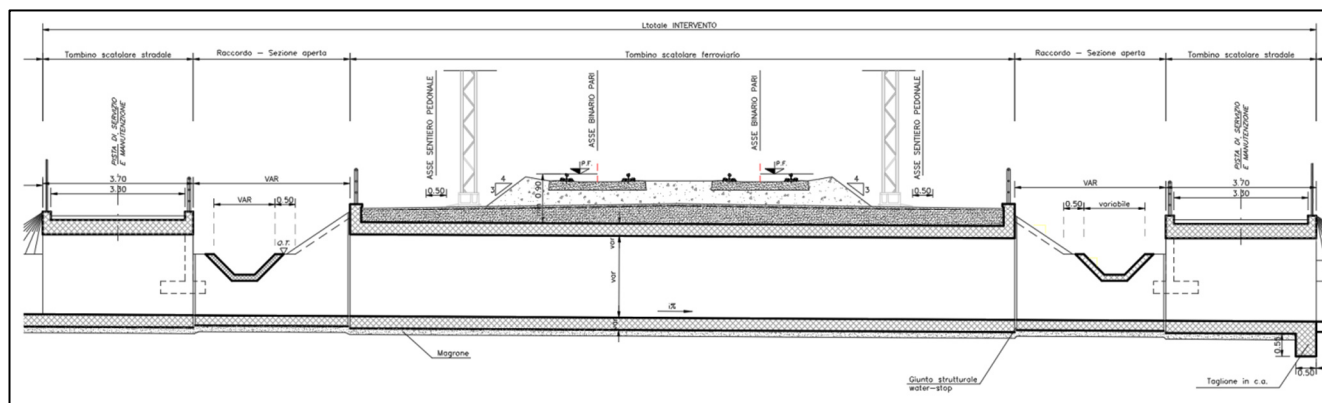 Ltotale INTERVENTO
Tombino scatolare stradale
Raccordo – Sezione aperta
Tombino scatolare ferroviario
Raccordo – Sezione aperta
Tombino scatolare stradale
PISTA DI SERVIZIO
E MANUTENZIONE
ASSE SENTIERO PEDONALE
ASSE BINARIO PARI
ASSE BINARIO PARI
ASSE SENTIERO PEDONALE
PISTA DI SERVIZIO
E MANUTENZIONE
P.F.
P.F.
4
3
4
3
0.50
0.90
0.50
3.70
VAR
VAR
3.70
3.30
VAR
0.50
0.50
variabile
3.30
Q.T.
var
var
var
i%
Magrone
Giunto strutturale
water-stop
0.50
0.50
Taglione in c.a.